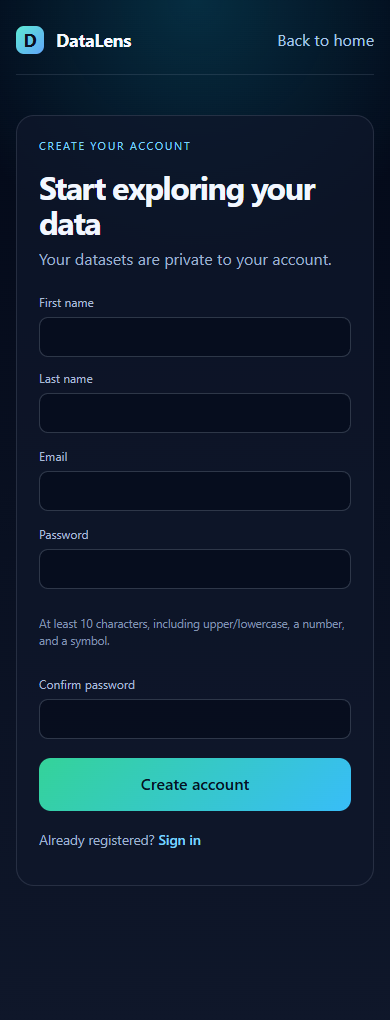 D DataLens Back to home
CREATE YOUR ACCOUNT
Start exploring your
data
Your datasets are private to your account.
First name
Last name
Email
Password
At least 10 characters, including upper/lowercase, a number,
and a symbol.
Confirm password
Create account
Already registered? Sign in